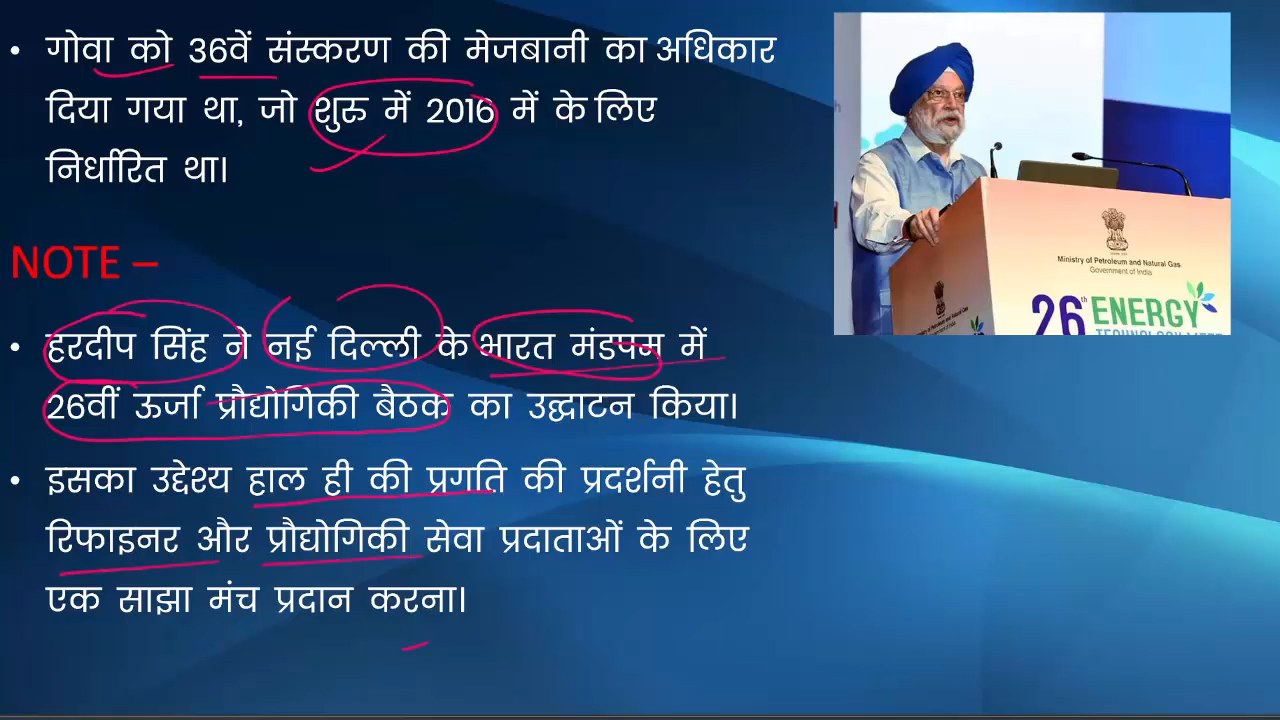 • गोवा को 36वें संस्करण की मेजबानी का अधिकार
दिया गया था, जो शुरु में 2016 में के लिए
निर्धारित था।
NOTE –
• हरदीप सिंह ने नई दिल्ली के भारत मंडपम में
26वीं ऊर्जा प्रौद्योगिकी बैठक का उद्घाटन किया।
• इसका उद्देश्य हाल ही की प्रगति की प्रदर्शनी हेतु
रिफाइनर और प्रौद्योगिकी सेवा प्रदाताओं के लिए
एक साझा मंच प्रदान करना।
Ministry of Petroleum and Natural Gas
Government of India
26th ENERGY